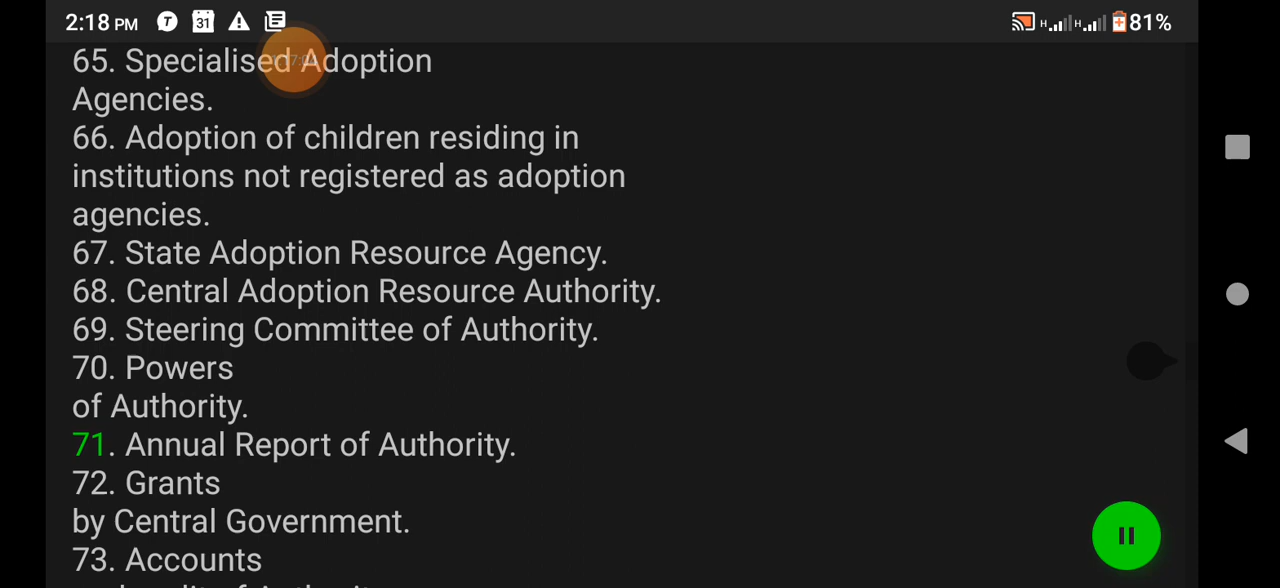 2:18 PM 31 H H 81%
65. Specialised Adoption
Agencies.
66. Adoption of children residing in
institutions not registered as adoption
agencies.
67. State Adoption Resource Agency.
68. Central Adoption Resource Authority.
69. Steering Committee of Authority.
70. Powers
of Authority.
71. Annual Report of Authority.
72. Grants
by Central Government.
73. Accounts